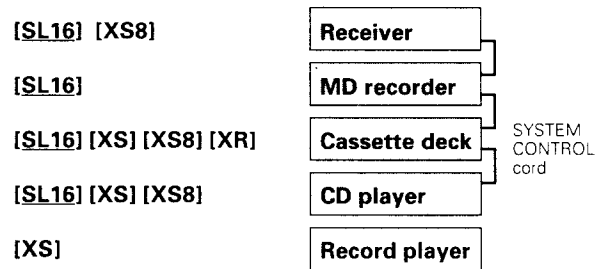 [SL16] [XS8] Receiver
[SL16] MD recorder
[SL16] [XS] [XS8] [XR] Cassette deck
SYSTEM
CONTROL
cord
[SL16] [XS] [XS8] CD player
[XS] Record player